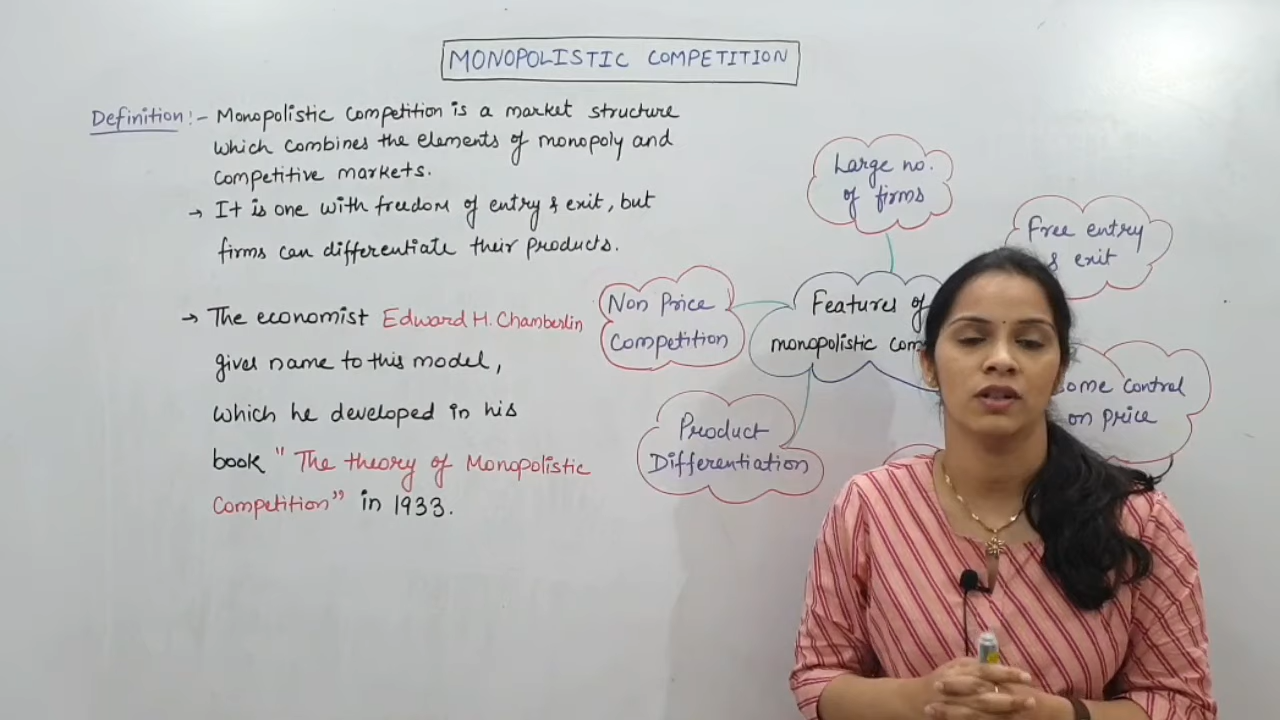 MONOPOLISTIC COMPETITION
Definition:- Monopolistic Competition is a market structure
which combines the elements of monopoly and
competitive markets.
→ It is one with freedom of entry & exit, but
firms can differentiate their products.
→ The economist Edward H. Chamberlin
gives name to this model,
which he developed in his
book "The theory of Monopolistic
Competition" in 1933.
Large no.
of firms
Free entry
& exit
Non Price
Competition
Features of
monopolistic com
ome control
on price
Product
Differentiation